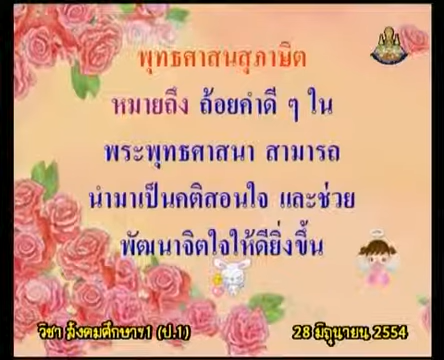 พุทธศาสนสุภาษิต
หมายถึง ถ้อยคำดี ๆ ใน
พระพุทธศาสนา สามารถ
นำมาเป็นคติสอนใจ และช่วย
พัฒนาจิตใจให้ดียิ่งขึ้น
วิชา สังคมศึกษาฯ1 (ป.1)
28 มิถุนายน 2554